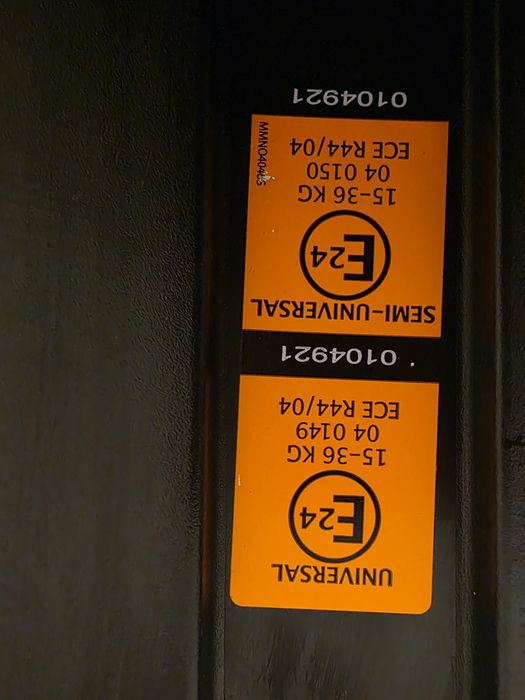 UNIVERSAL
E24
15-36 KG
04 0149
ECE R44/04
0104921
SEMI-UNIVERSAL
E24
15-36 KG
04 0150
ECE R44/04
0104921